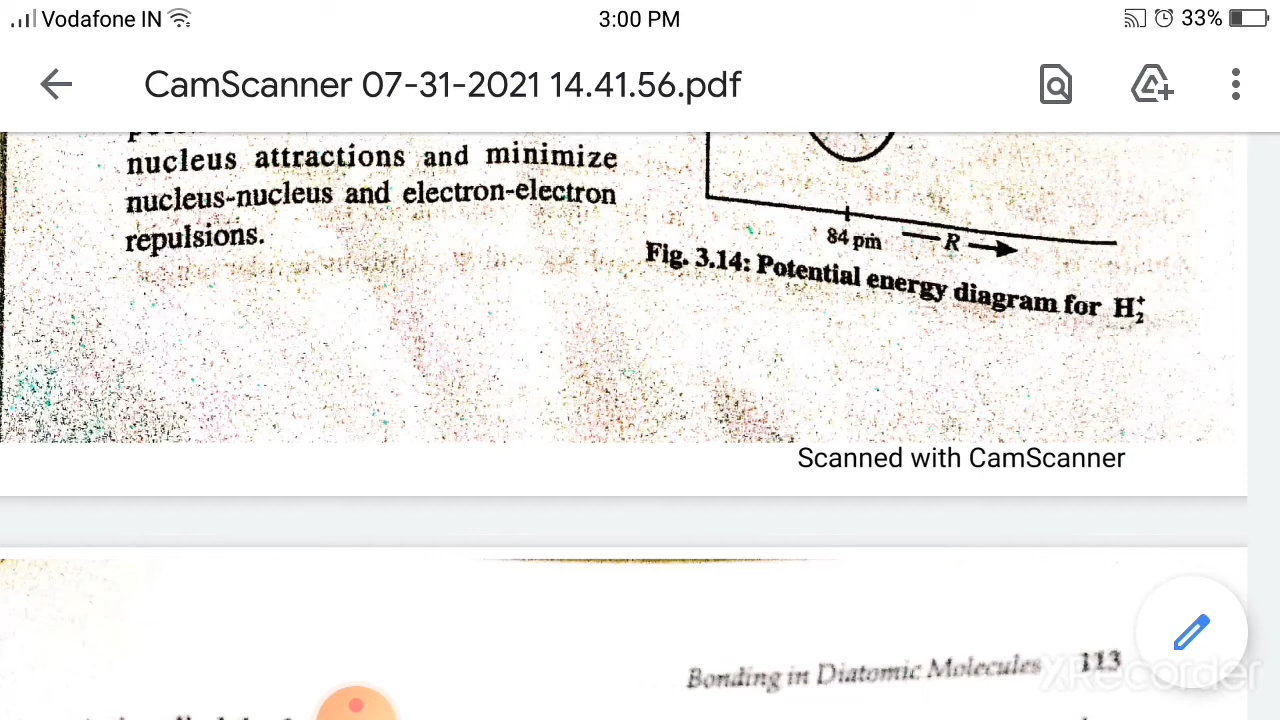 Vodafone IN 3:00 PM 33%
CamScanner 07-31-2021 14.41.56.pdf
nucleus attractions and minimize
nucleus-nucleus and electron-electron
repulsions.
84 pm R
Fig. 3.14: Potential energy diagram for H₂⁺
Scanned with CamScanner
Bonding in Diatomic Molecules 113
XRecorder